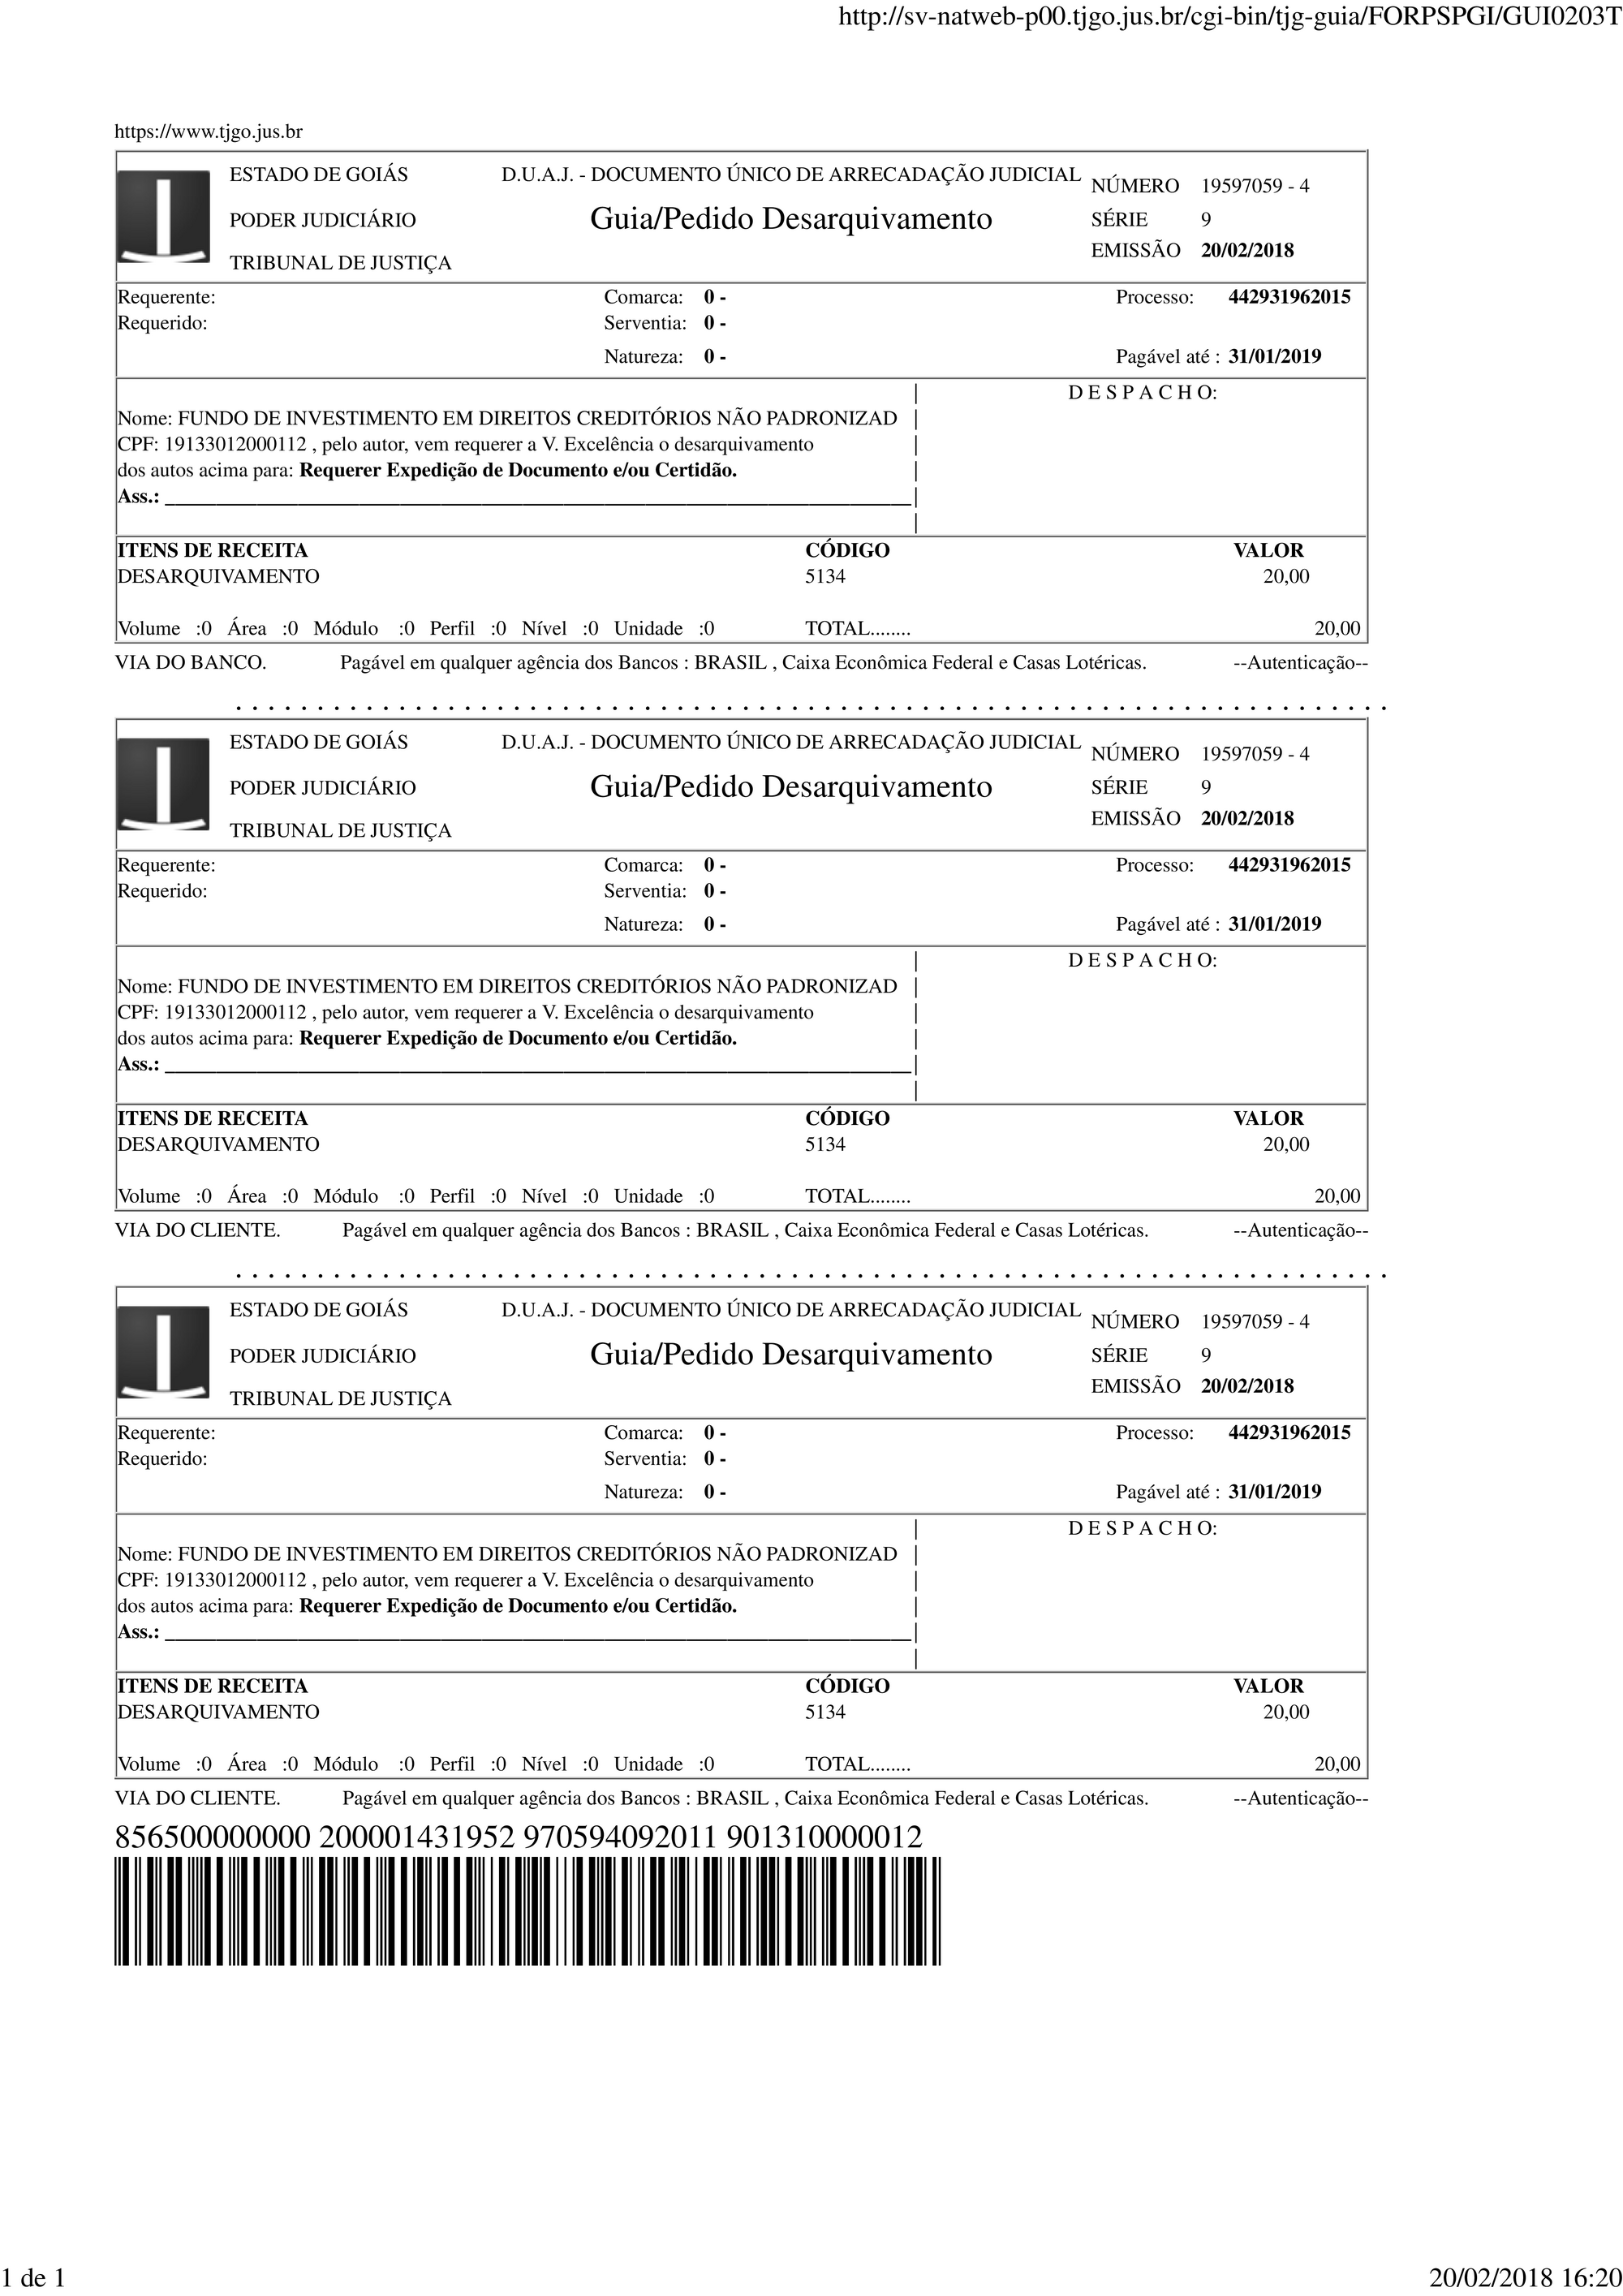 http://sv-natweb-p00.tjgo.jus.br/cgi-bin/tjg-guia/FORPSPGI/GUI0203T
https://www.tjgo.jus.br
ESTADO DE GOIÁS D.U.A.J. - DOCUMENTO ÚNICO DE ARRECADAÇÃO JUDICIAL NÚMERO 19597059 - 4
PODER JUDICIÁRIO Guia/Pedido Desarquivamento SÉRIE 9
TRIBUNAL DE JUSTIÇA EMISSÃO 20/02/2018
Requerente: Comarca: 0 - Processo: 442931962015
Requerido: Serventia: 0 -
Natureza: 0 - Pagável até : 31/01/2019
D E S P A C H O:
Nome: FUNDO DE INVESTIMENTO EM DIREITOS CREDITÓRIOS NÃO PADRONIZAD
CPF: 19133012000112 , pelo autor, vem requerer a V. Excelência o desarquivamento
dos autos acima para: Requerer Expedição de Documento e/ou Certidão.
Ass.:
ITENS DE RECEITA CÓDIGO VALOR
DESARQUIVAMENTO 5134 20,00
Volume :0 Área :0 Módulo :0 Perfil :0 Nível :0 Unidade :0 TOTAL........ 20,00
VIA DO BANCO. Pagável em qualquer agência dos Bancos : BRASIL , Caixa Econômica Federal e Casas Lotéricas. --Autenticação--
ESTADO DE GOIÁS D.U.A.J. - DOCUMENTO ÚNICO DE ARRECADAÇÃO JUDICIAL NÚMERO 19597059 - 4
PODER JUDICIÁRIO Guia/Pedido Desarquivamento SÉRIE 9
TRIBUNAL DE JUSTIÇA EMISSÃO 20/02/2018
Requerente: Comarca: 0 - Processo: 442931962015
Requerido: Serventia: 0 -
Natureza: 0 - Pagável até : 31/01/2019
D E S P A C H O:
Nome: FUNDO DE INVESTIMENTO EM DIREITOS CREDITÓRIOS NÃO PADRONIZAD
CPF: 19133012000112 , pelo autor, vem requerer a V. Excelência o desarquivamento
dos autos acima para: Requerer Expedição de Documento e/ou Certidão.
Ass.:
ITENS DE RECEITA CÓDIGO VALOR
DESARQUIVAMENTO 5134 20,00
Volume :0 Área :0 Módulo :0 Perfil :0 Nível :0 Unidade :0 TOTAL........ 20,00
VIA DO CLIENTE. Pagável em qualquer agência dos Bancos : BRASIL , Caixa Econômica Federal e Casas Lotéricas. --Autenticação--
ESTADO DE GOIÁS D.U.A.J. - DOCUMENTO ÚNICO DE ARRECADAÇÃO JUDICIAL NÚMERO 19597059 - 4
PODER JUDICIÁRIO Guia/Pedido Desarquivamento SÉRIE 9
TRIBUNAL DE JUSTIÇA EMISSÃO 20/02/2018
Requerente: Comarca: 0 - Processo: 442931962015
Requerido: Serventia: 0 -
Natureza: 0 - Pagável até : 31/01/2019
D E S P A C H O:
Nome: FUNDO DE INVESTIMENTO EM DIREITOS CREDITÓRIOS NÃO PADRONIZAD
CPF: 19133012000112 , pelo autor, vem requerer a V. Excelência o desarquivamento
dos autos acima para: Requerer Expedição de Documento e/ou Certidão.
Ass.:
ITENS DE RECEITA CÓDIGO VALOR
DESARQUIVAMENTO 5134 20,00
Volume :0 Área :0 Módulo :0 Perfil :0 Nível :0 Unidade :0 TOTAL........ 20,00
VIA DO CLIENTE. Pagável em qualquer agência dos Bancos : BRASIL , Caixa Econômica Federal e Casas Lotéricas. --Autenticação--
856500000000 200001431952 970594092011 901310000012
1 de 1 20/02/2018 16:20